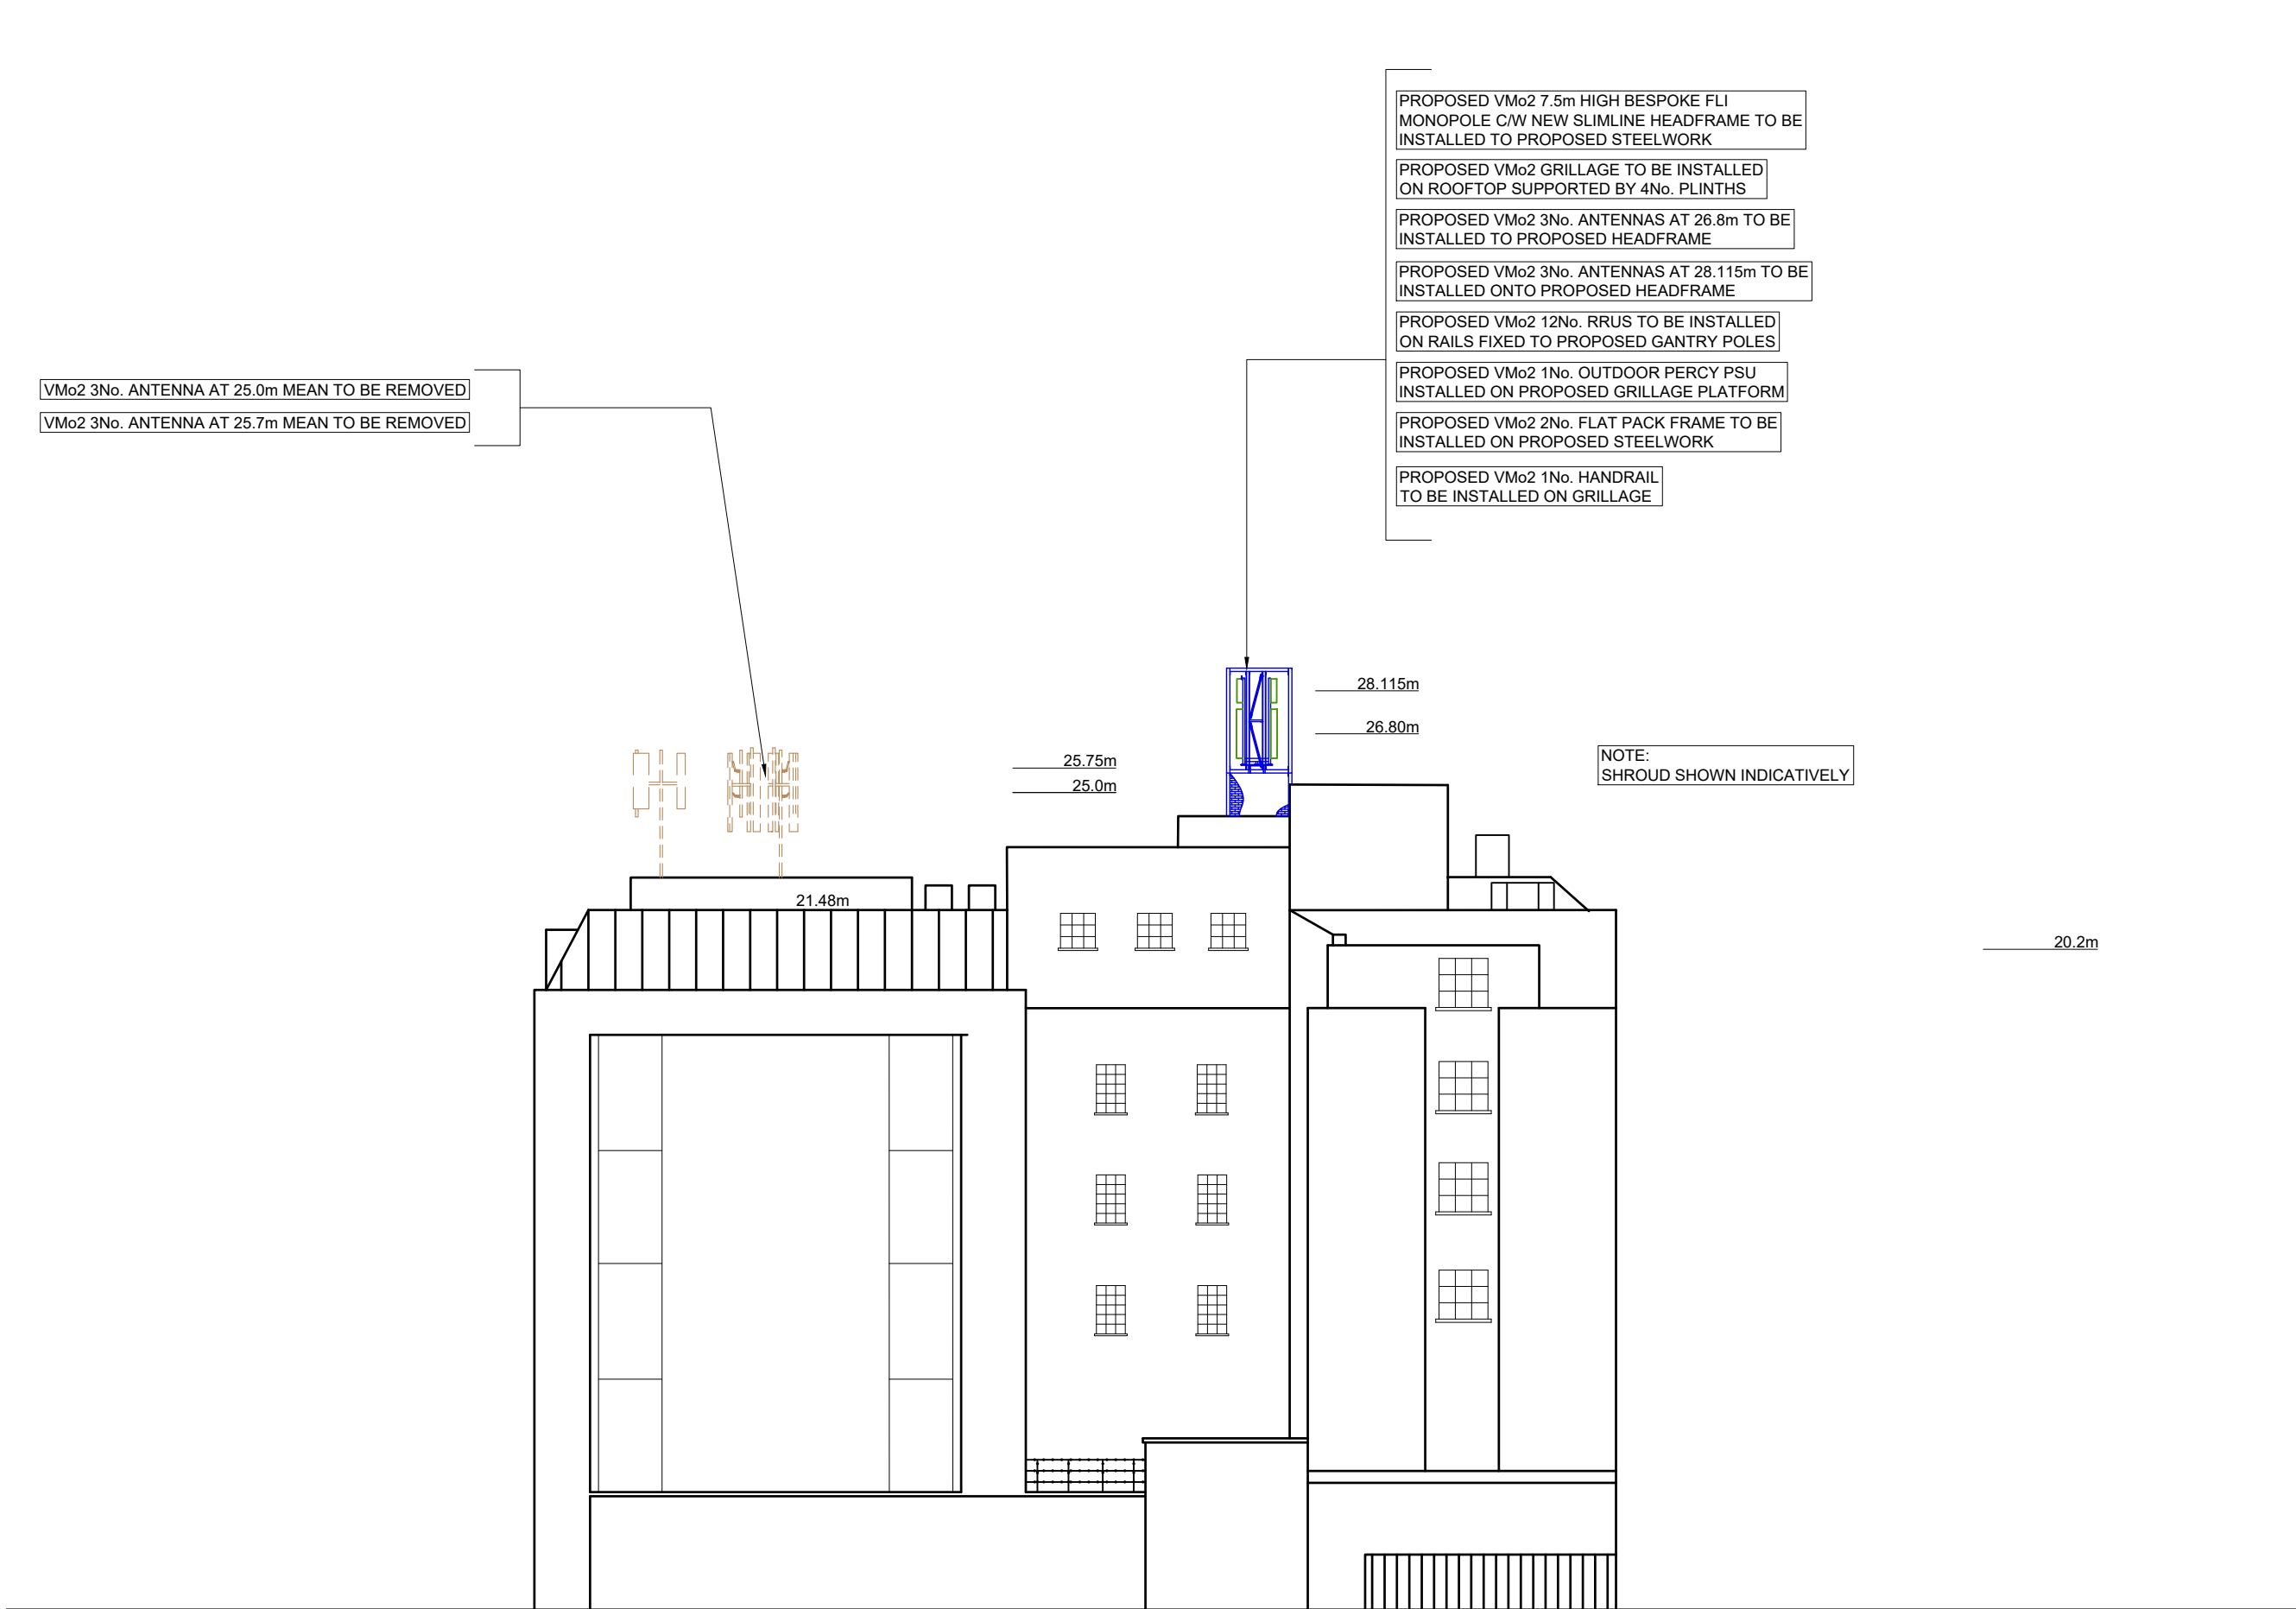 PROPOSED VMo2 7.5m HIGH BESPOKE FLI
MONOPOLE C/W NEW SLIMLINE HEADFRAME TO BE
INSTALLED TO PROPOSED STEELWORK
PROPOSED VMo2 GRILLAGE TO BE INSTALLED
ON ROOFTOP SUPPORTED BY 4No. PLINTHS
PROPOSED VMo2 3No. ANTENNAS AT 26.8m TO BE
INSTALLED TO PROPOSED HEADFRAME
PROPOSED VMo2 3No. ANTENNAS AT 28.115m TO BE
INSTALLED ONTO PROPOSED HEADFRAME
PROPOSED VMo2 12No. RRUS TO BE INSTALLED
ON RAILS FIXED TO PROPOSED GANTRY POLES
PROPOSED VMo2 1No. OUTDOOR PERCY PSU
INSTALLED ON PROPOSED GRILLAGE PLATFORM
PROPOSED VMo2 2No. FLAT PACK FRAME TO BE
INSTALLED ON PROPOSED STEELWORK
PROPOSED VMo2 1No. HANDRAIL
TO BE INSTALLED ON GRILLAGE
VMo2 3No. ANTENNA AT 25.0m MEAN TO BE REMOVED
VMo2 3No. ANTENNA AT 25.7m MEAN TO BE REMOVED
28.115m
26.80m
25.75m
25.0m
NOTE:
SHROUD SHOWN INDICATIVELY
21.48m
20.2m